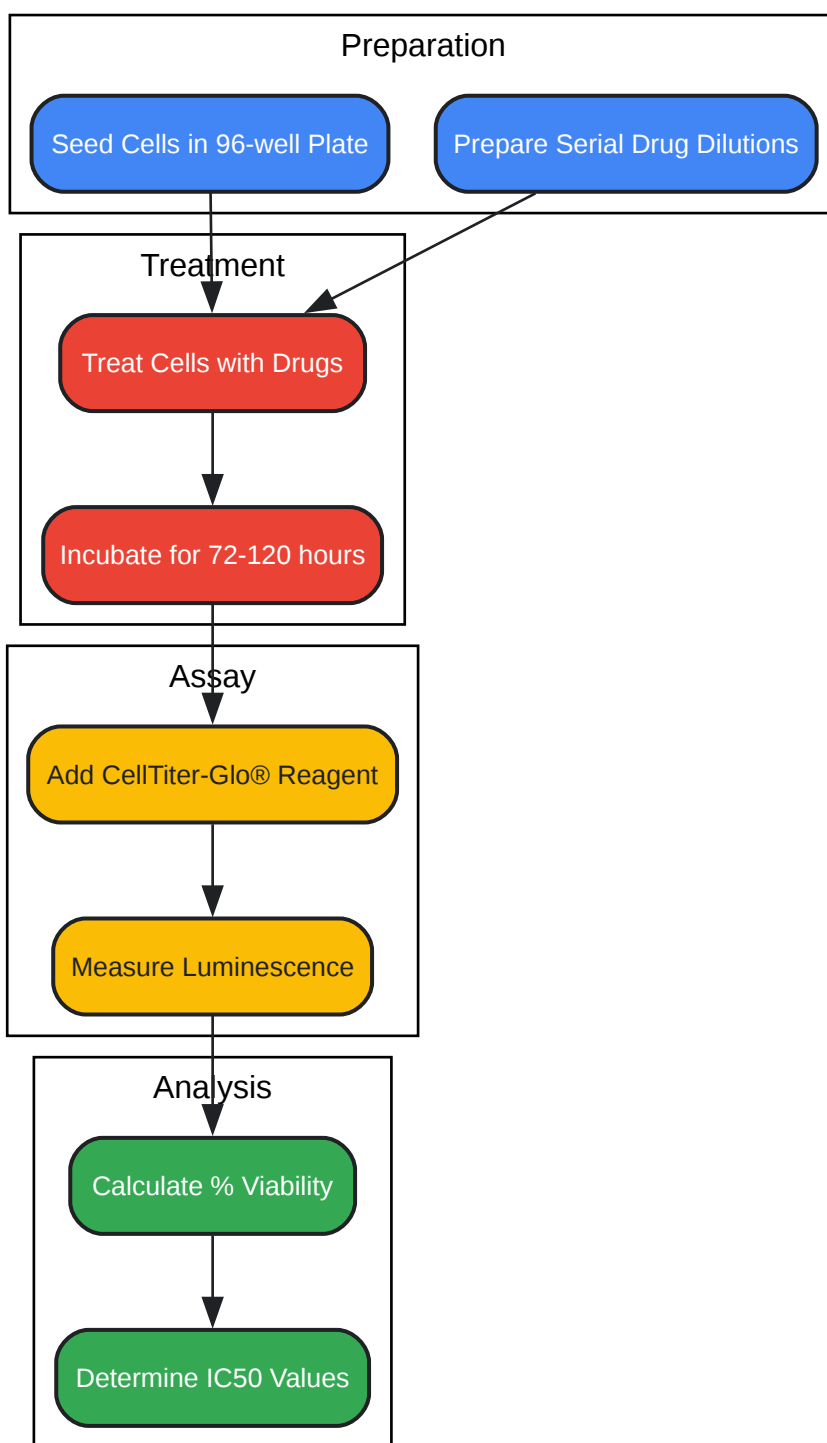 Preparation
Seed Cells in 96-well Plate
Prepare Serial Drug Dilutions
Treatment
Treat Cells with Drugs
Incubate for 72-120 hours
Assay
Add CellTiter-Glo® Reagent
Measure Luminescence
Analysis
Calculate % Viability
Determine IC50 Values